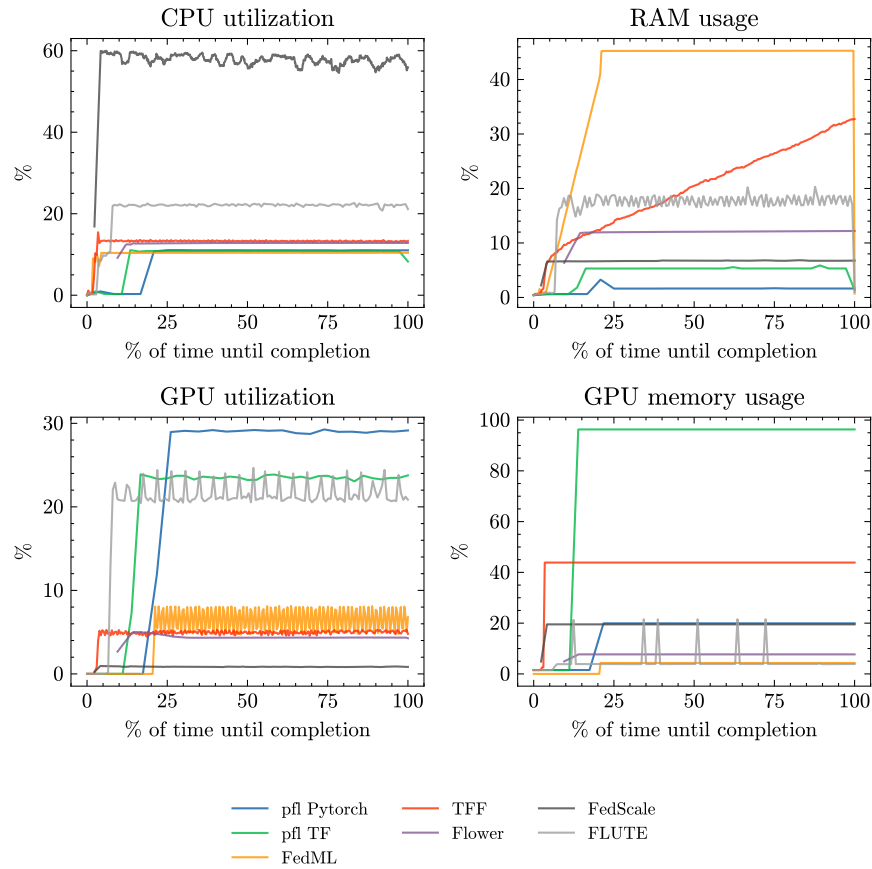 CPU utilization
RAM usage
60
40
20
0
%
0 25 50 75 100
% of time until completion
40
30
20
10
0
%
0 25 50 75 100
% of time until completion
GPU utilization
GPU memory usage
30
20
10
0
%
0 25 50 75 100
% of time until completion
100
80
60
40
20
0
%
0 25 50 75 100
% of time until completion
pfl Pytorch
TFF
FedScale
pfl TF
Flower
FLUTE
FedML